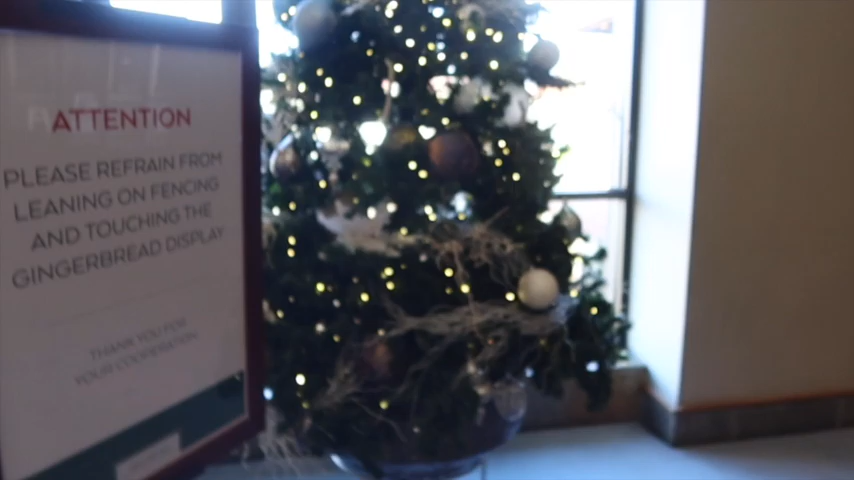 ATTENTION
PLEASE REFRAIN FROM
LEANING ON FENCING
AND TOUCHING THE
GINGERBREAD DISPLAY
THANK YOU FOR
YOUR COOPERATION